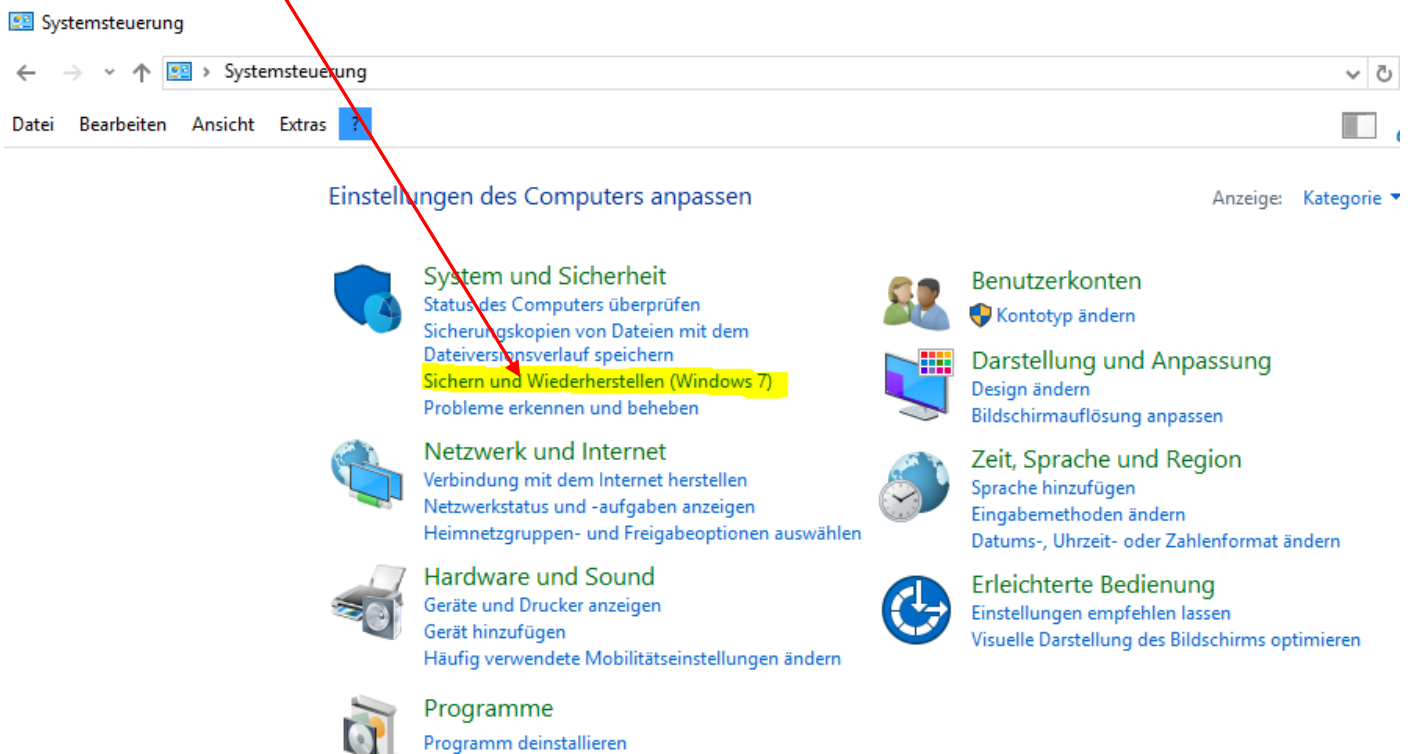 Systemsteuerung
Systemsteuerung
Datei Bearbeiten Ansicht Extras ?
Einstellungen des Computers anpassen
Anzeige: Kategorie
System und Sicherheit
Status des Computers überprüfen
Sicherungskopien von Dateien mit dem
Dateiversionsverlauf speichern
Sichern und Wiederherstellen (Windows 7)
Probleme erkennen und beheben
Netzwerk und Internet
Verbindung mit dem Internet herstellen
Netzwerkstatus und -aufgaben anzeigen
Heimnetzgruppen- und Freigabeoptionen auswählen
Hardware und Sound
Geräte und Drucker anzeigen
Gerät hinzufügen
Häufig verwendete Mobilitätseinstellungen ändern
Programme
Programm deinstallieren
Benutzerkonten
Kontotyp ändern
Darstellung und Anpassung
Design ändern
Bildschirmauflösung anpassen
Zeit, Sprache und Region
Sprache hinzufügen
Eingabemethoden ändern
Datums-, Uhrzeit- oder Zahlenformat ändern
Erleichterte Bedienung
Einstellungen empfehlen lassen
Visuelle Darstellung des Bildschirms optimieren